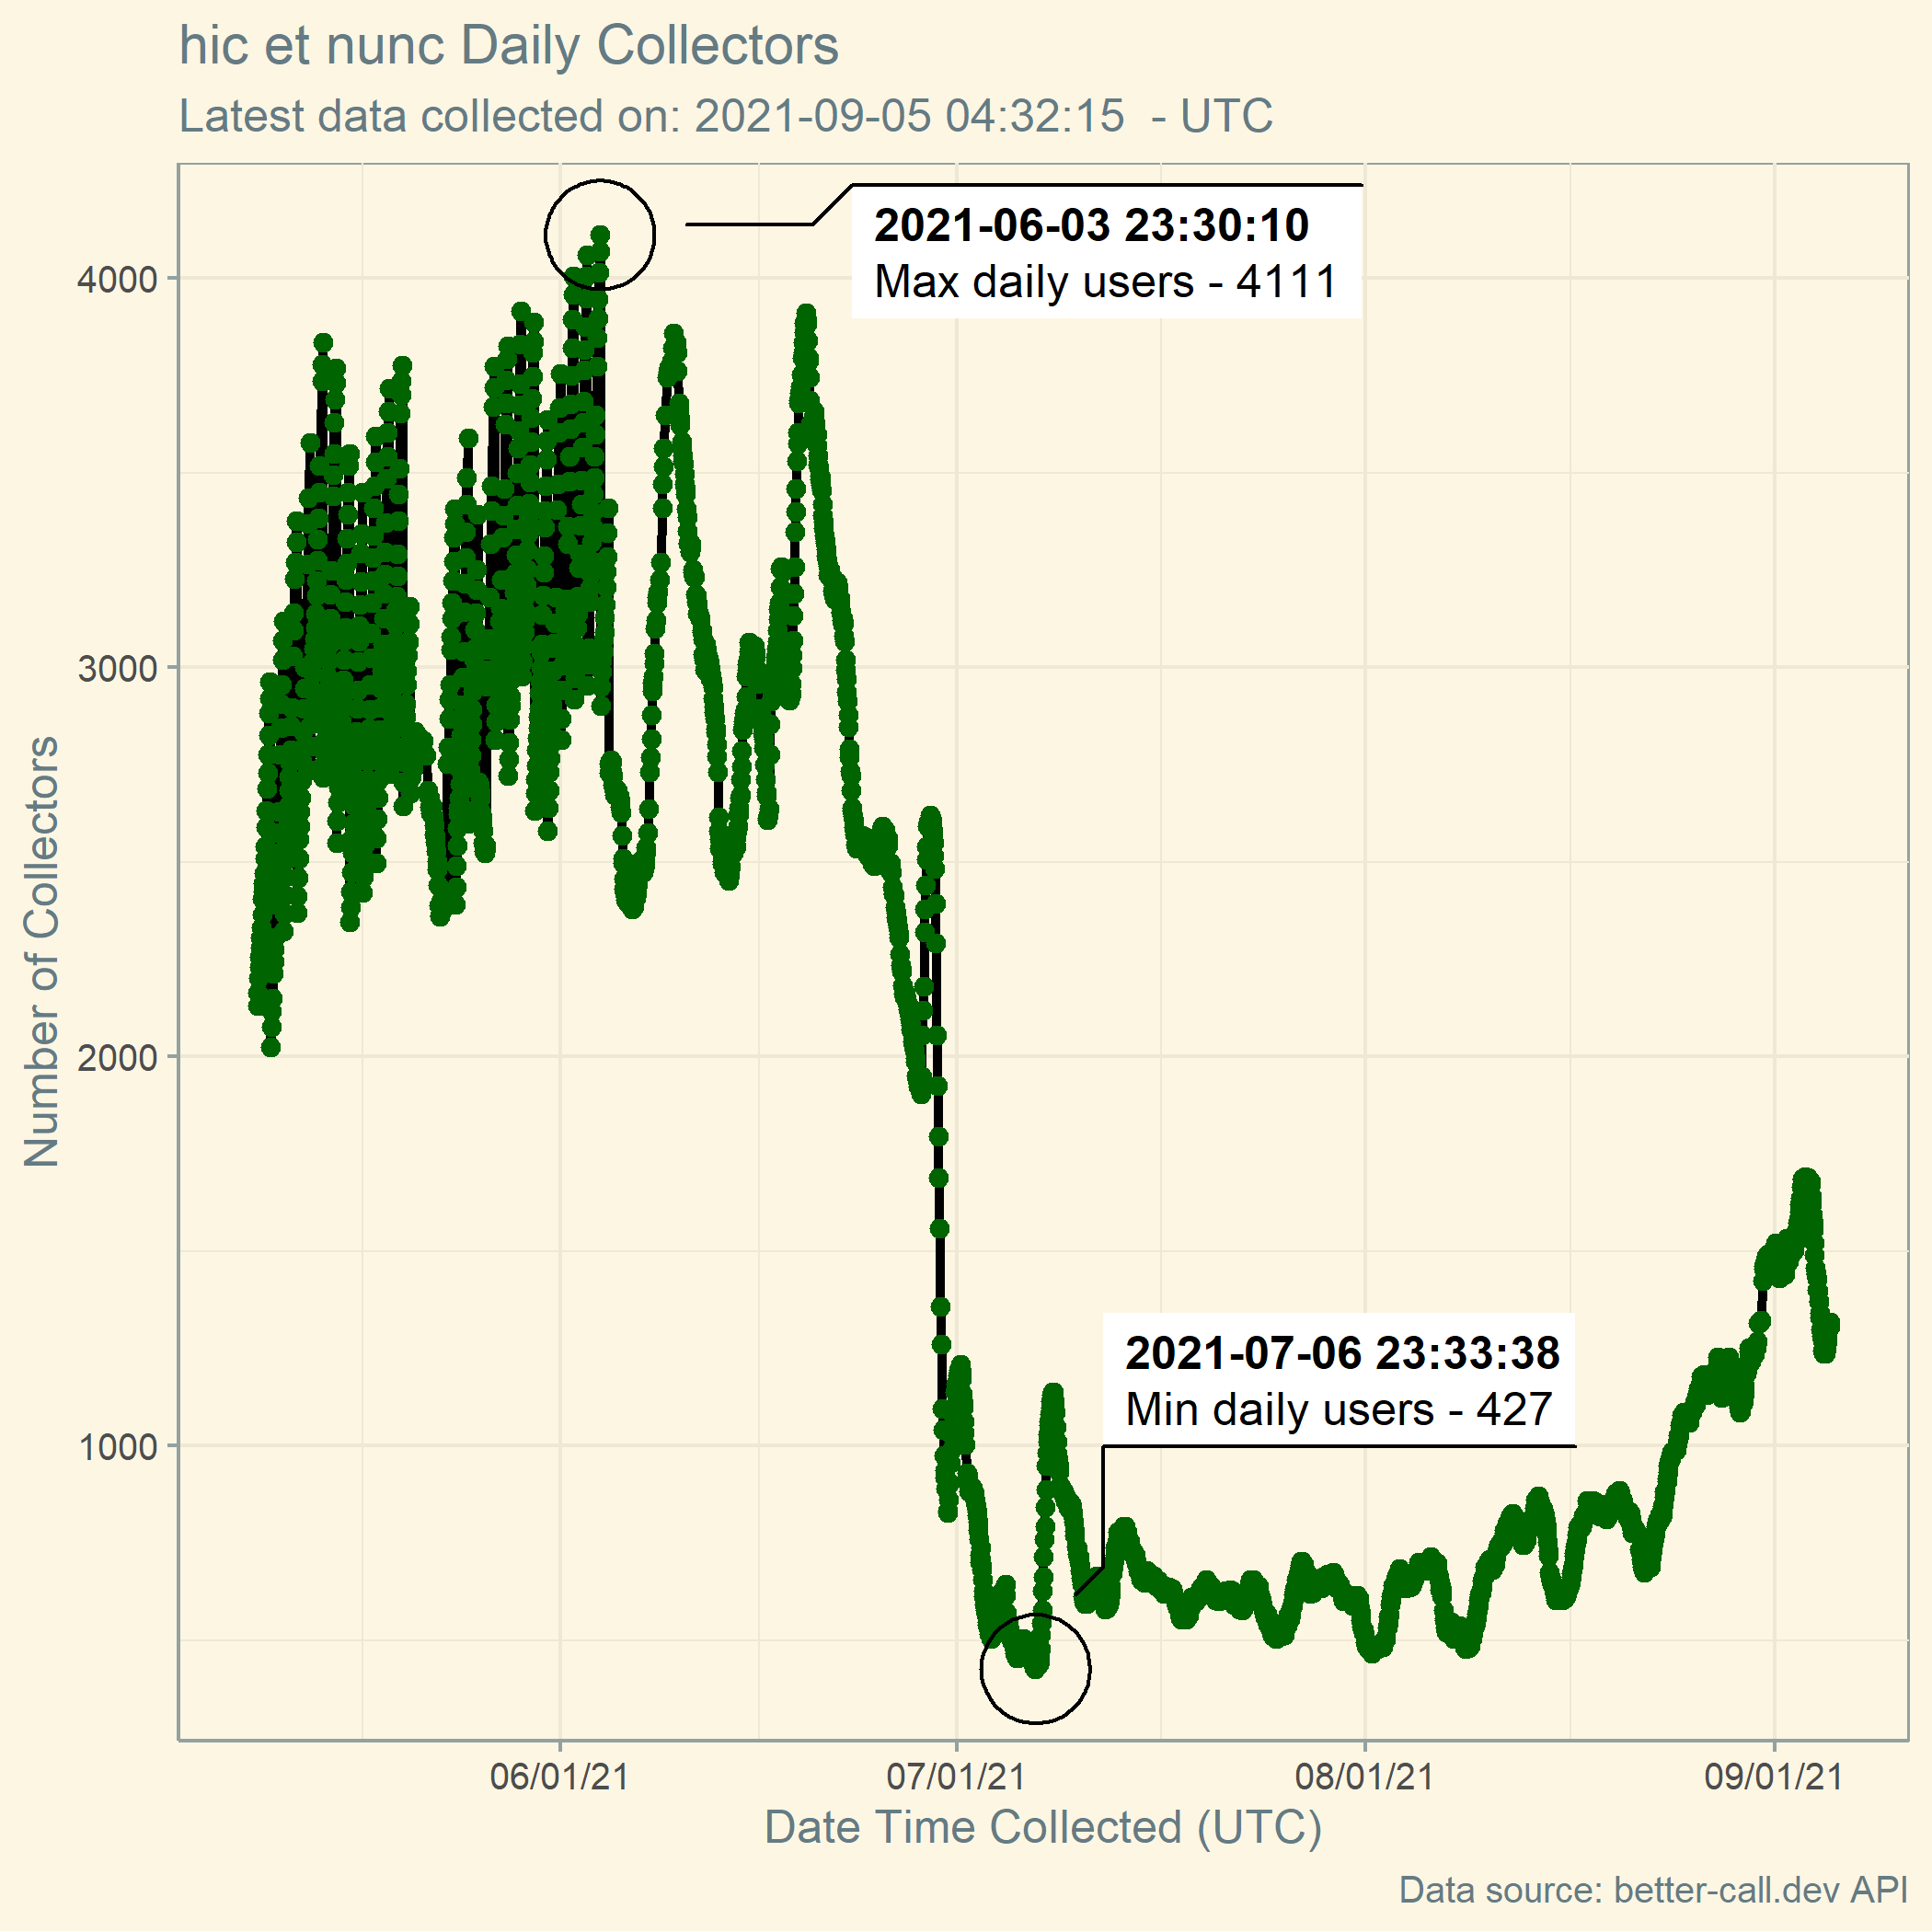 hic et nunc Daily Collectors
Latest data collected on: 2021-09-05 04:32:15  - UTC
2021-06-03 23:30:10
Max daily users - 4111
4000
3000
Number of Collectors
2000
1000
2021-07-06 23:33:38
Min daily users - 427
06/01/21
07/01/21
08/01/21
09/01/21
Date Time Collected (UTC)
Data source: better-call.dev API